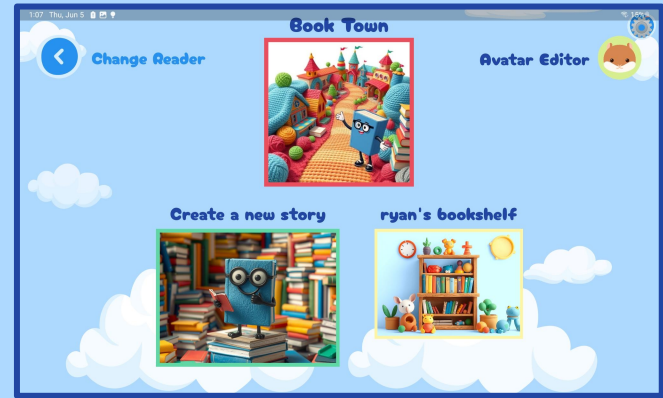 1:07 Thu, Jun 5
Book Town
Change Reader
Avatar Editor
Create a new story
ryan's bookshelf